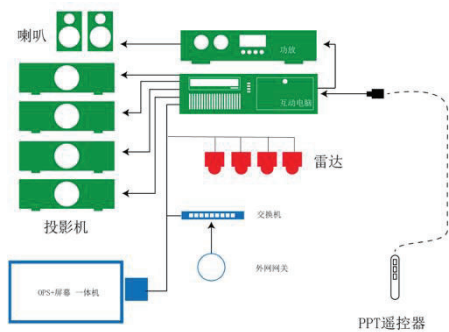 喇叭
功放
互动电脑
雷达
投影机
交换机
外网网关
OPS+屏幕 一体机
PPT遥控器